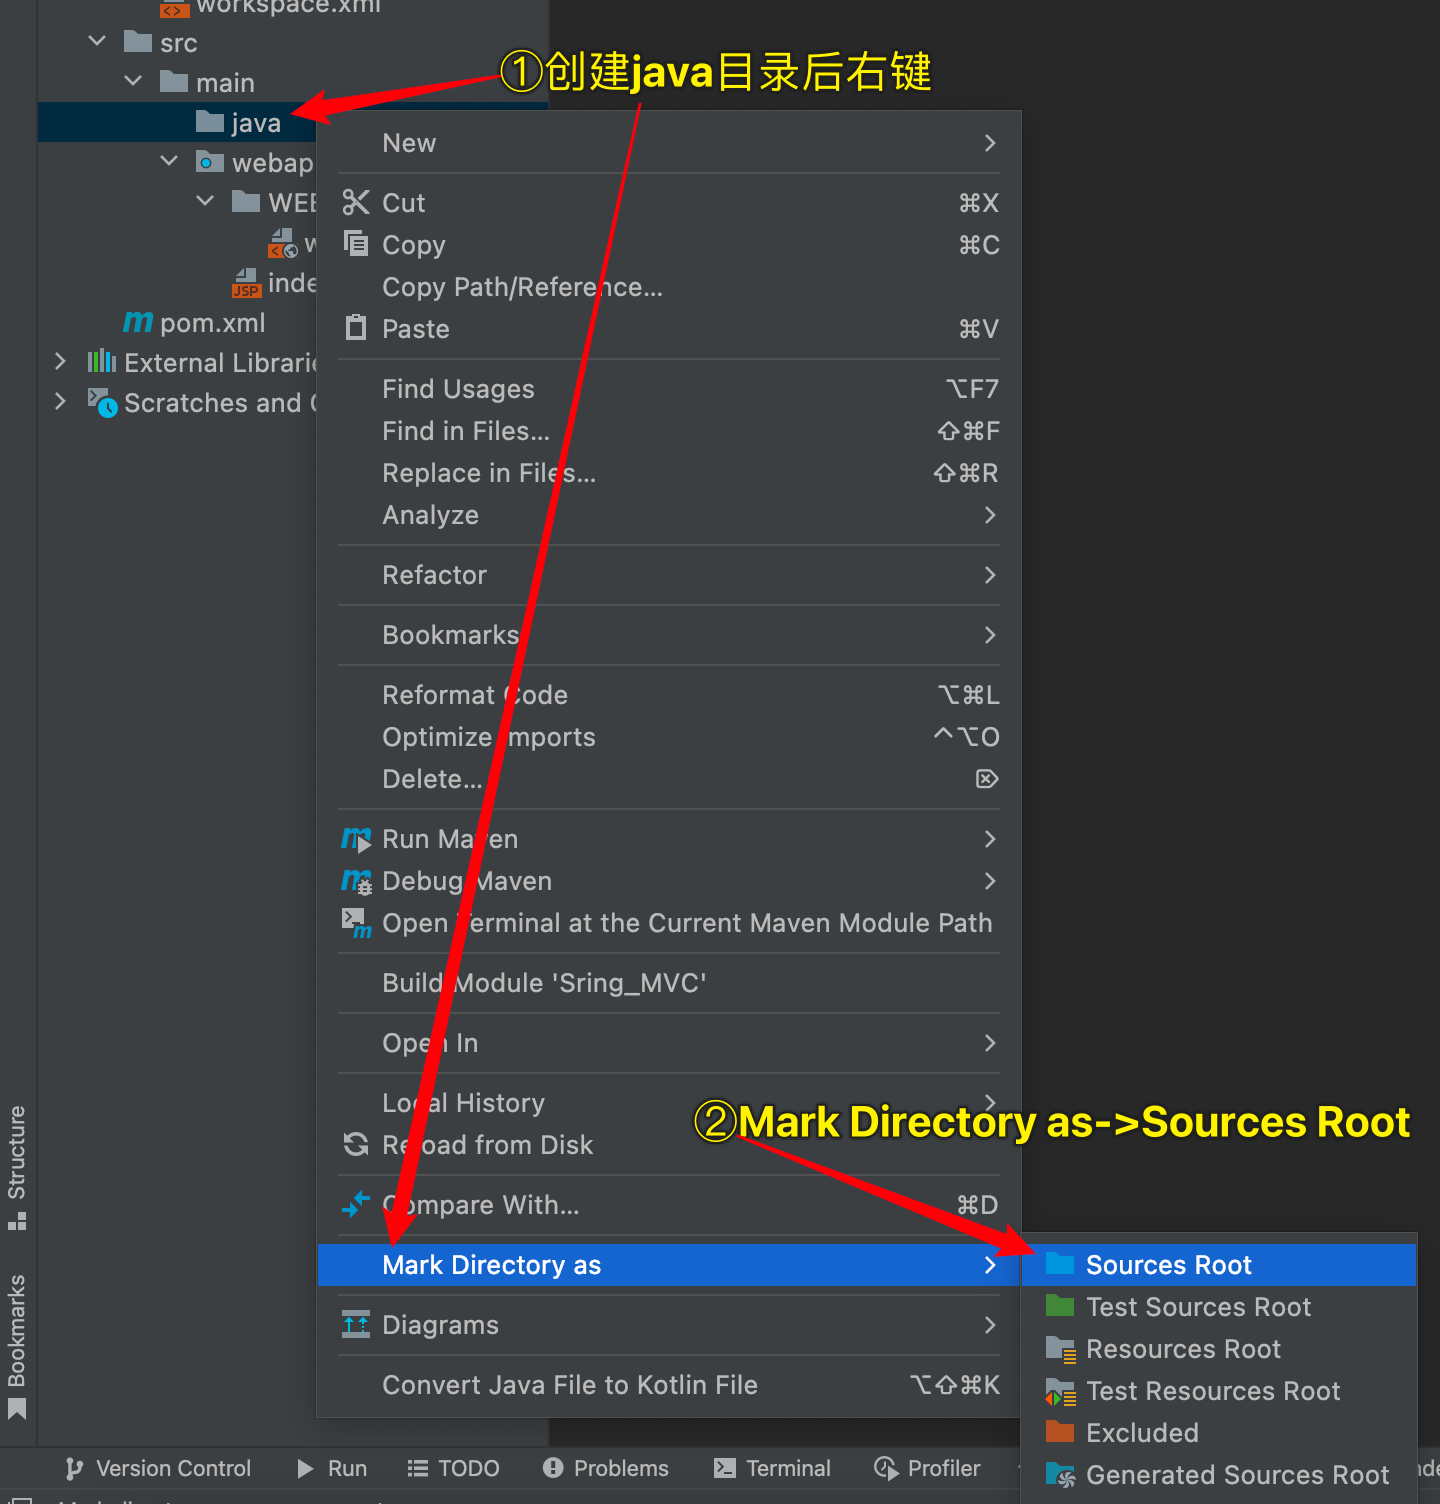 workspace.xml
src
①创建java目录后右键
main
java
New
webap
WEE
Cut ⌘X
Copy ⌘C
inde
Copy Path/Reference...
pom.xml
Paste ⌘V
External Librarie
Find Usages ⌥F7
Scratches and
Find in Files... ⇧⌘F
Replace in Files... ⇧⌘R
Analyze
Refactor
Bookmarks
Reformat Code ⌥⌘L
Optimize Imports ^⌥O
Delete... ⌦
Run Maven
Debug Maven
Open Terminal at the Current Maven Module Path
Build Module 'Sring_MVC'
Open In
Local History
②Mark Directory as->Sources Root
Reload from Disk
Compare With... ⌘D
Mark Directory as
Sources Root
Test Sources Root
Diagrams
Resources Root
Convert Java File to Kotlin File ⌥⇧⌘K
Test Resources Root
Excluded
Generated Sources Root
Structure
Bookmarks
Version Control Run TODO Problems Terminal Profiler